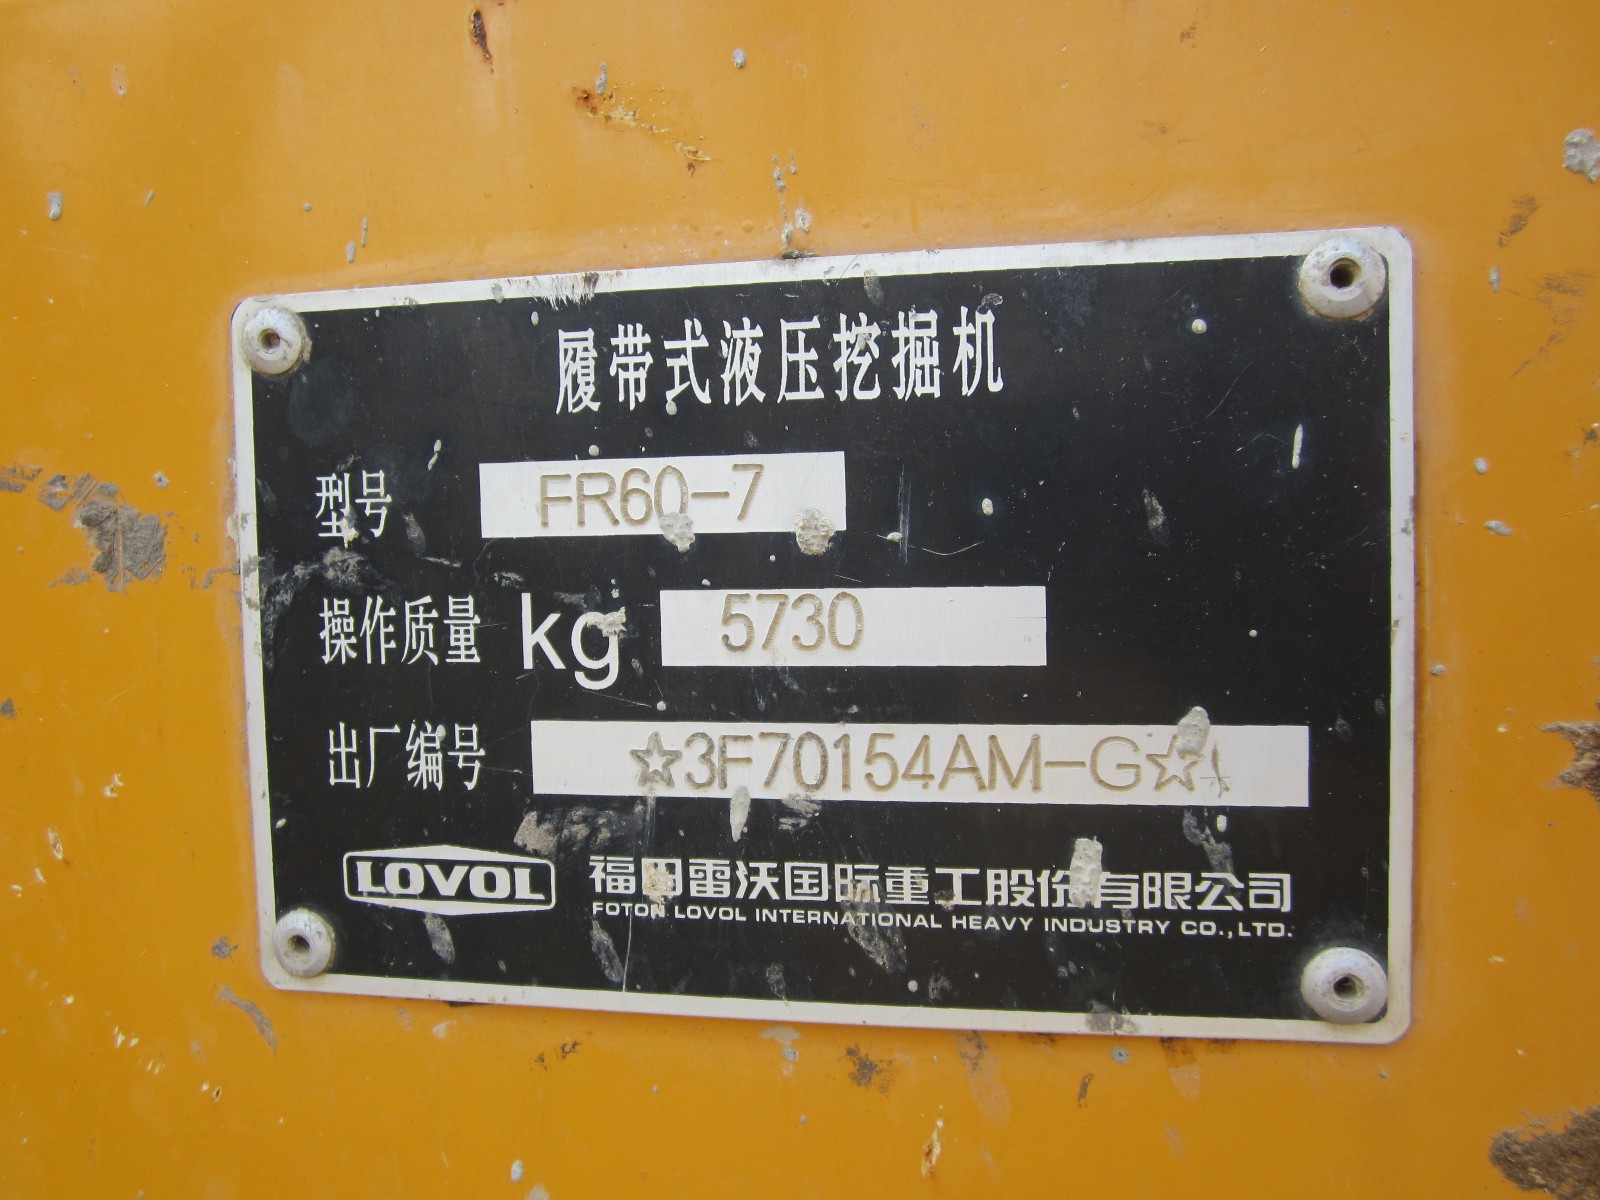 履带式液压挖掘机
型号 FR60-7
操作质量 kg 5730
出厂编号 ☆3F70154AM-G☆
LOVOL 福田雷沃国际重工股份有限公司
FOTON LOVOL INTERNATIONAL HEAVY INDUSTRY CO.,LTD.